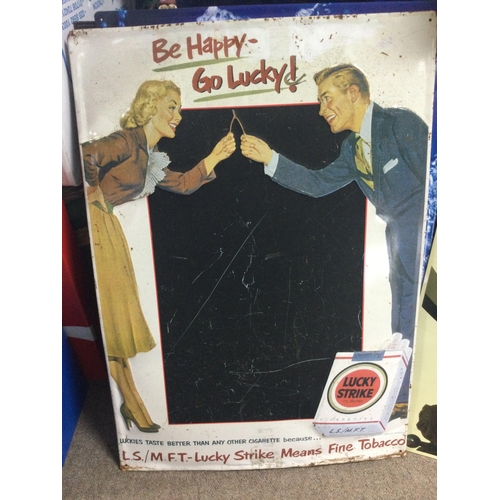 Be Happy-
Go Lucky!
LUCKY
STRIKE
L.S./M.F.T.
LUCKIES TASTE BETTER THAN ANY OTHER CIGARETTE because...
L.S./M.F.T.-Lucky Strike Means Fine Tobacco